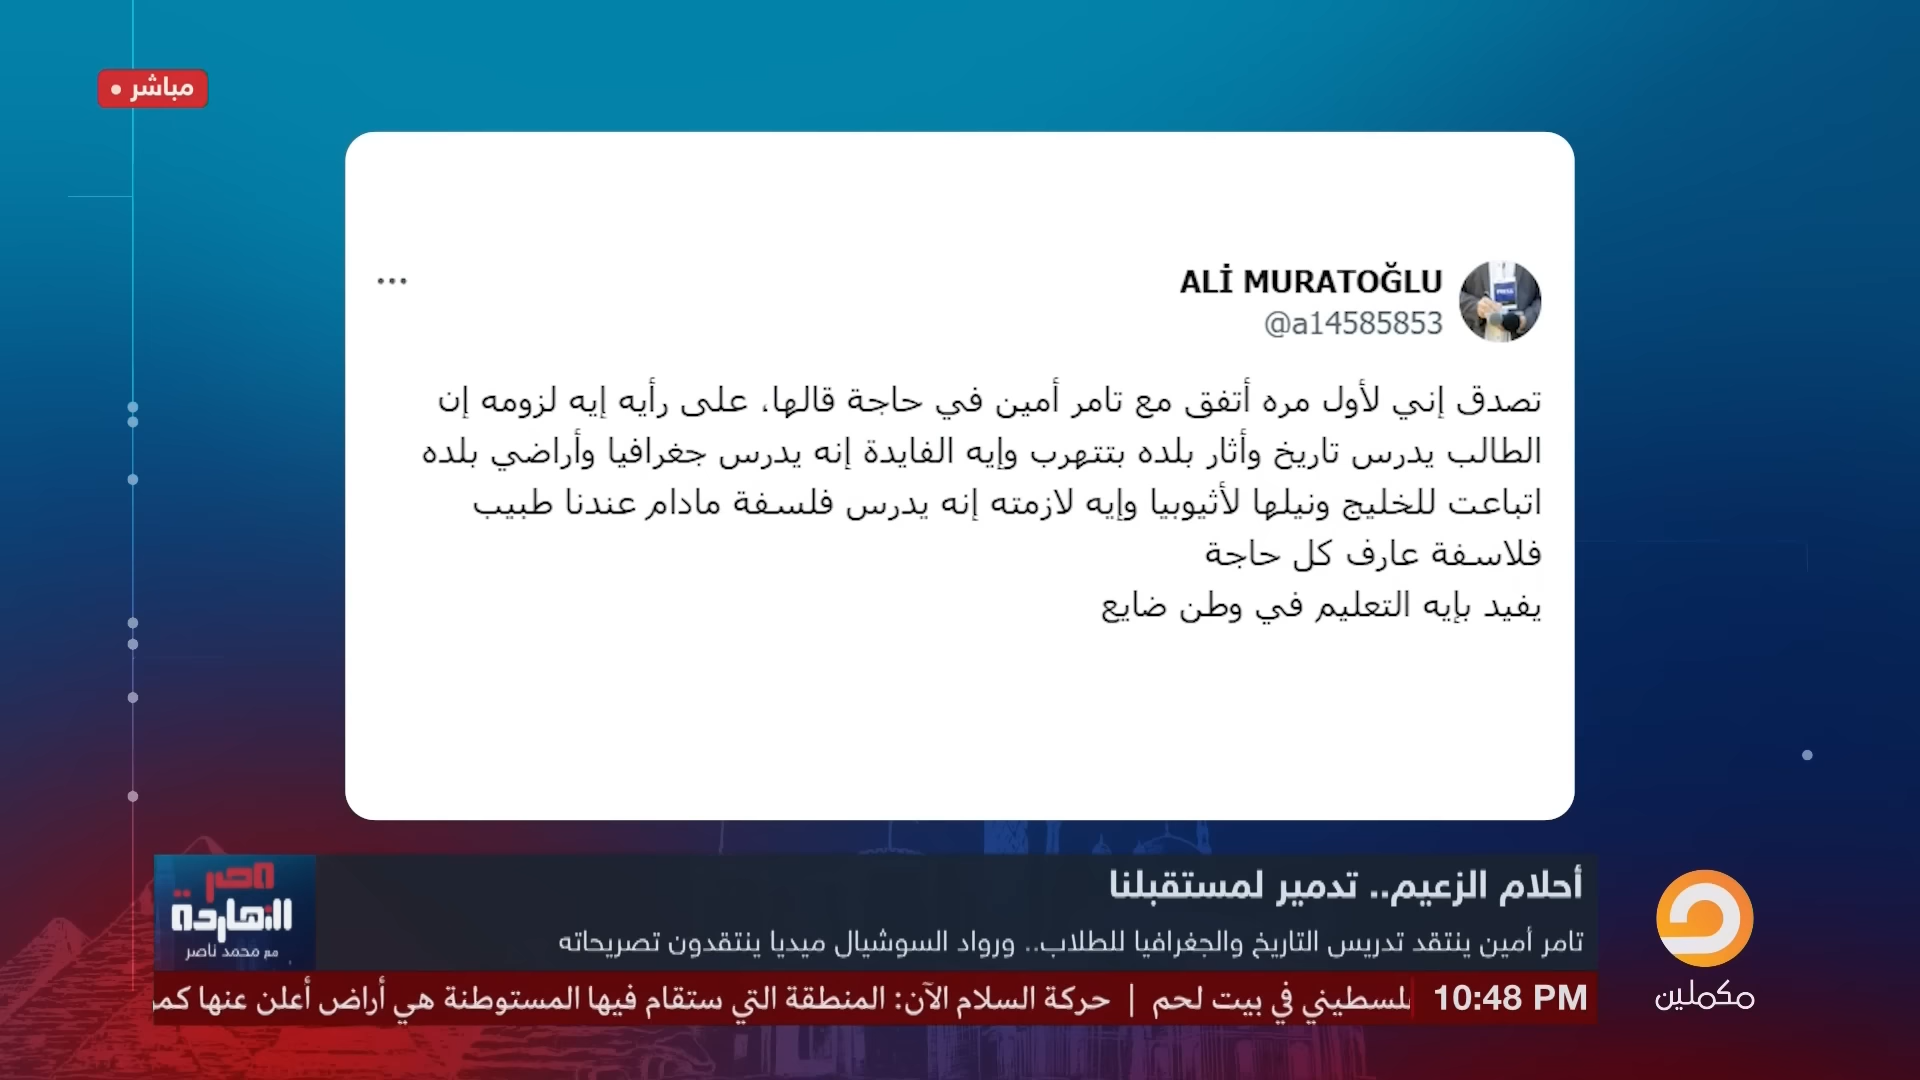 مباشر
ALİ MURATOĞLU
@a14585853
تصدق إني لأول مره أتفق مع تامر أمين في حاجة قالها، على رأيه إيه لزومه إن
الطالب يدرس تاريخ وأثار بلده بتتهرب وإيه الفايدة إنه يدرس جغرافيا وأراضي بلده
اتباعت للخليج ونيلها لأثيوبيا وإيه لازمته إنه يدرس فلسفة مادام عندنا طبيب
فلاسفة عارف كل حاجة
يفيد بإيه التعليم في وطن ضايع
أحلام الزعيم.. تدمير لمستقبلنا
تامر أمين ينتقد تدريس التاريخ والجغرافيا للطلاب.. ورواد السوشيال ميديا ينتقدون تصريحاته
مصر
النهاردة
مع محمد ناصر
10:48 PM
في بيت لحم | حركة السلام الآن: المنطقة التي ستقام فيها المستوطنة هي أراض أعلن عنها
مكملين